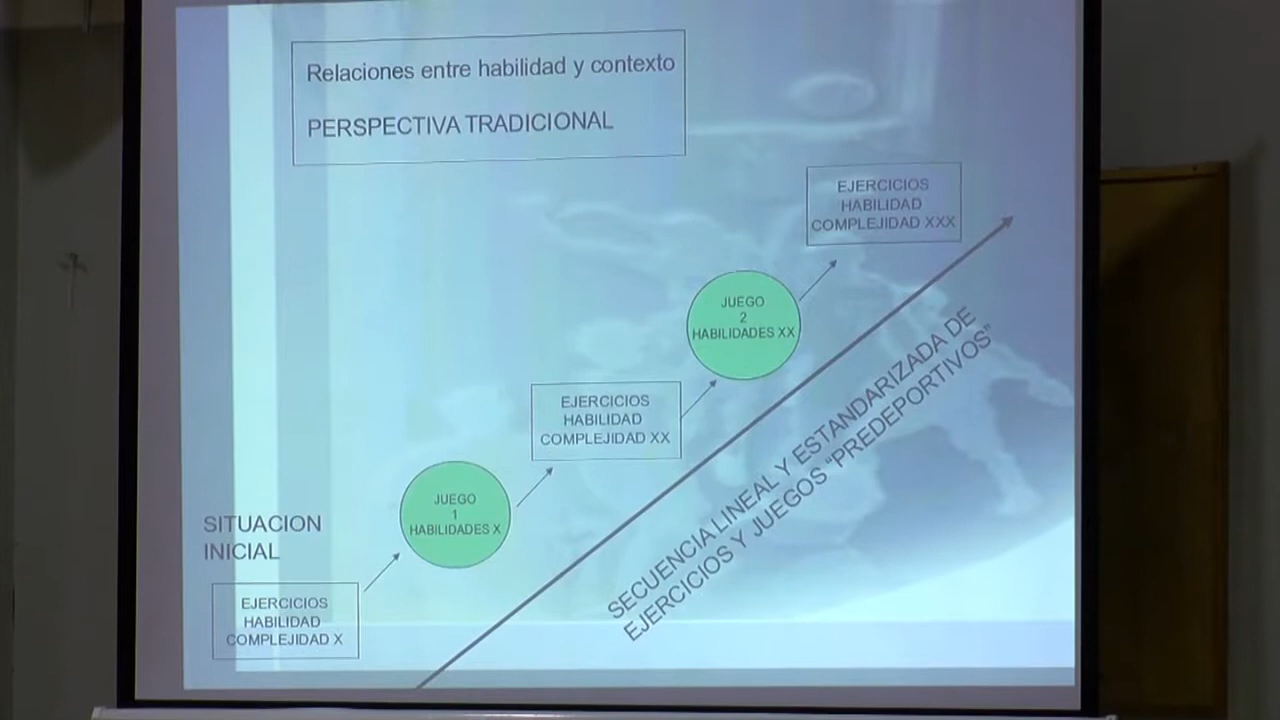 Relaciones entre habilidad y contexto
PERSPECTIVA TRADICIONAL
EJERCICIOS
HABILIDAD
COMPLEJIDAD XXX
JUEGO
2
HABILIDADES XX
EJERCICIOS
HABILIDAD
COMPLEJIDAD XX
JUEGO
1
HABILIDADES X
SITUACION
INICIAL
EJERCICIOS
HABILIDAD
COMPLEJIDAD X
SECUENCIA LINEAL Y ESTANDARIZADA DE
EJERCICIOS Y JUEGOS “PREDEPORTIVOS”